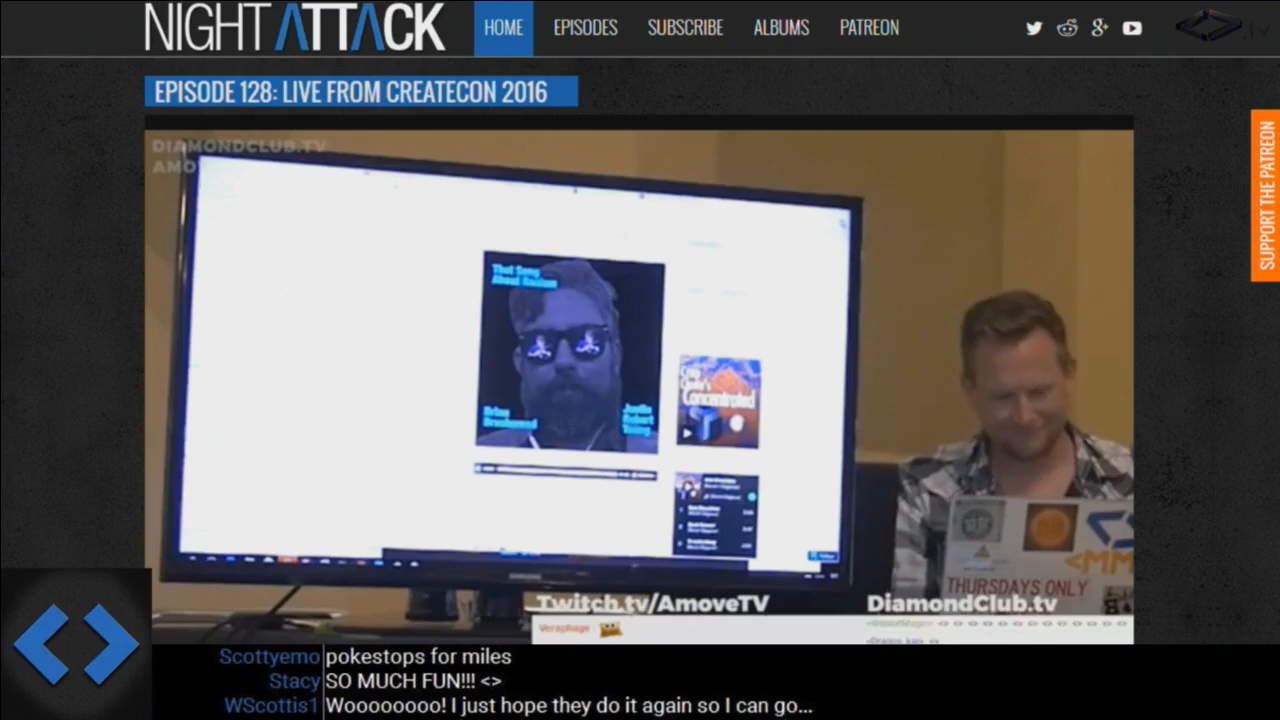 NIGHT ATTACK
HOME EPISODES SUBSCRIBE ALBUMS PATREON
EPISODE 128: LIVE FROM CREATECON 2016
SUPPORT THE PATREON
DIAMONDCLUB.TV
AMO
That Song
About Racism
Brian
Brushwood
Justin
Robert
Young
Concentrated
THURSDAYS ONLY
Twitch.tv/AmoveTV
DiamondClub.tv
Veraphage
Scottyemo pokestops for miles
Stacy SO MUCH FUN!!! <>
WScottis1 Woooooooo! I just hope they do it again so I can go...